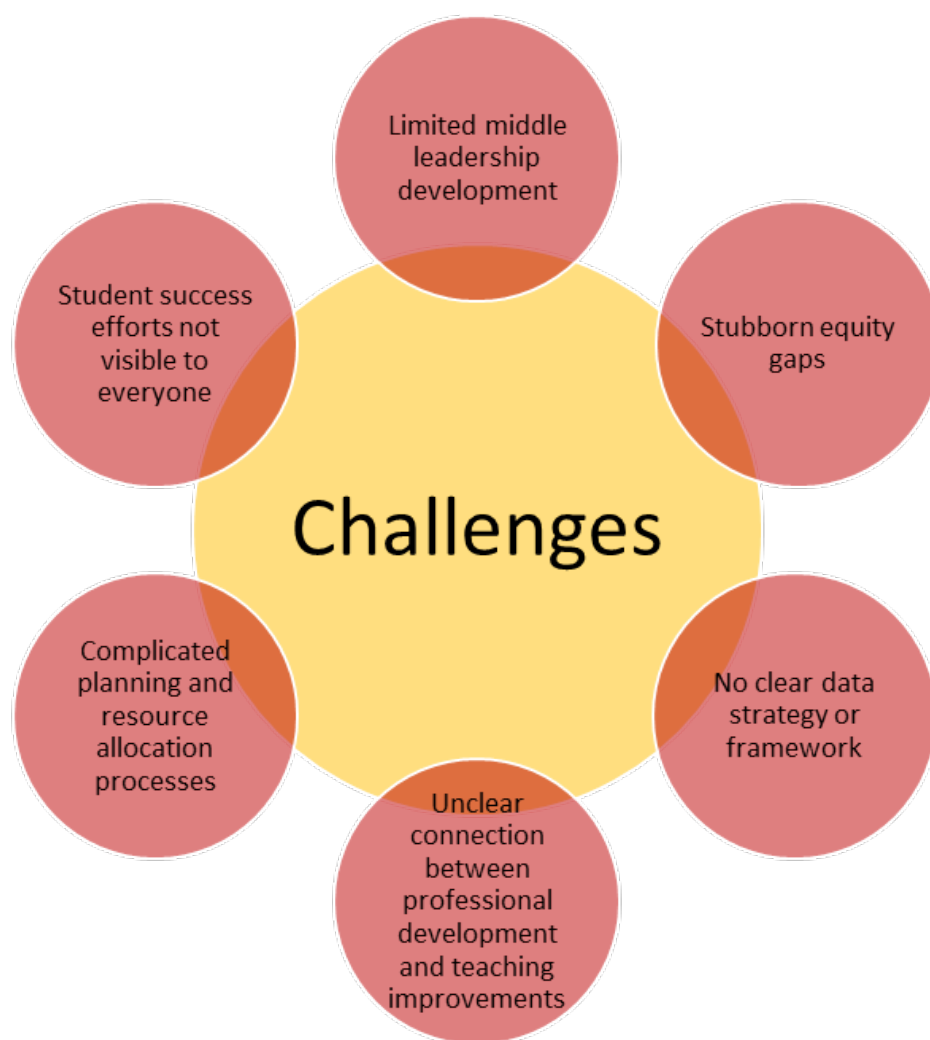 Limited middle
leadership
development
Stubborn equity
gaps
No clear data
strategy or
framework
Unclear
connection
between
professional
development
and teaching
improvements
Complicated
planning and
resource
allocation
processes
Student success
efforts not
visible to
everyone
Challenges